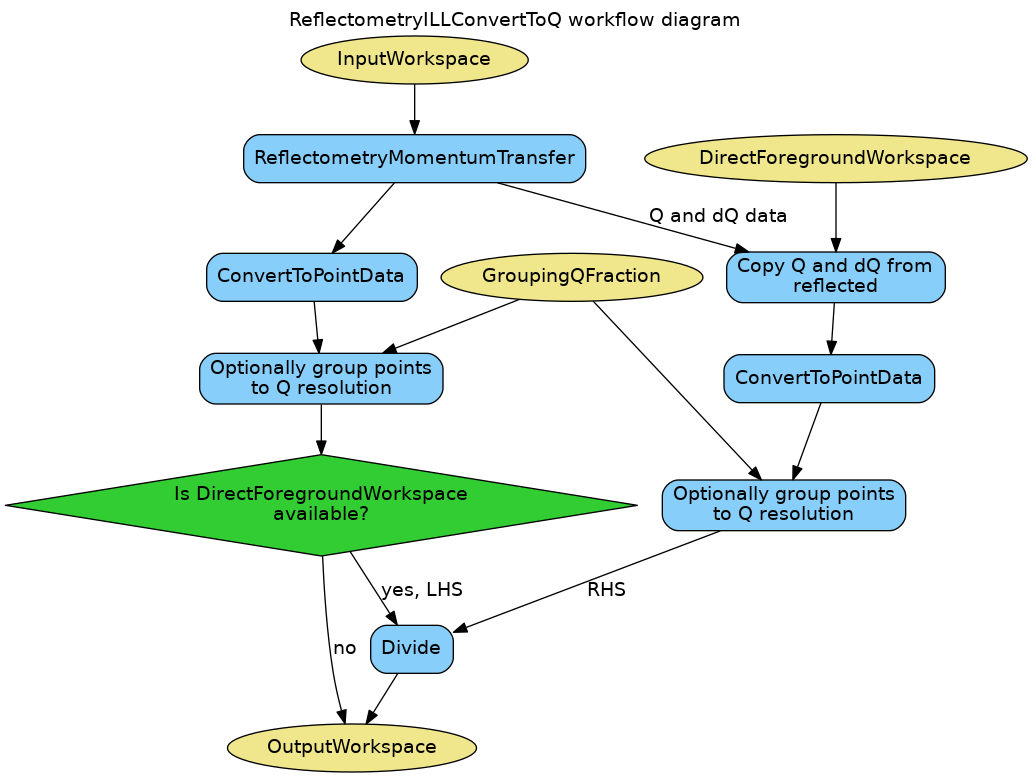 ReflectometryILLConvertToQ workflow diagram
InputWorkspace
ReflectometryMomentumTransfer
DirectForegroundWorkspace
Q and dQ data
ConvertToPointData
GroupingQFraction
Copy Q and dQ from
reflected
Optionally group points
to Q resolution
ConvertToPointData
Is DirectForegroundWorkspace
available?
Optionally group points
to Q resolution
yes, LHS
RHS
no
Divide
OutputWorkspace